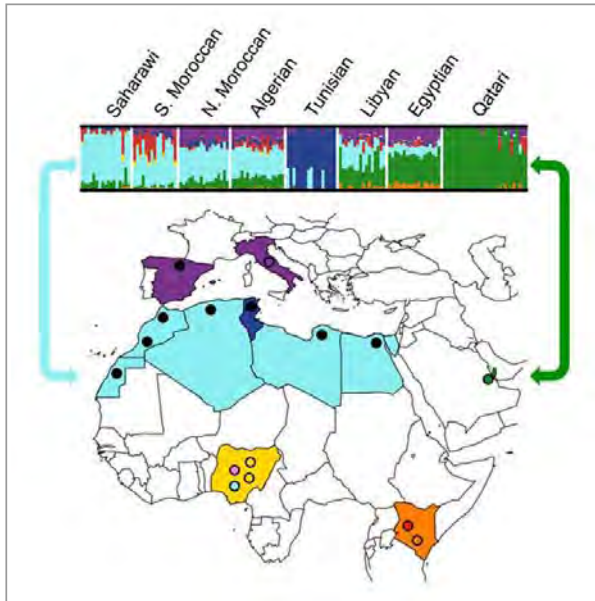 Saharawi
S. Moroccan
N. Moroccan
Algerian
Tunisian
Libyan
Egyptian
Qatari